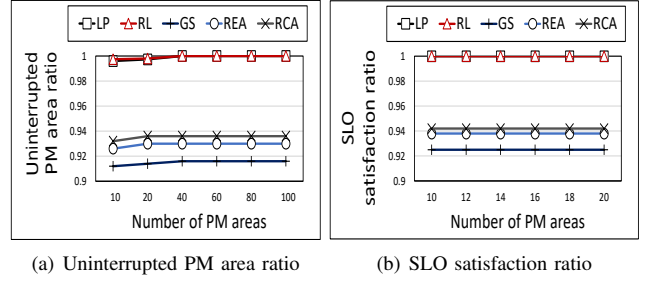 LP RL GS REA RCA
Uninterrupted
PM area ratio
1
0.98
0.96
0.94
0.92
0.9
10 20 40 60 80 100
Number of PM areas
(a) Uninterrupted PM area ratio
LP RL GS REA RCA
SLO
satisfaction ratio
1
0.98
0.96
0.94
0.92
0.9
10 12 14 16 18 20
Number of PM areas
(b) SLO satisfaction ratio